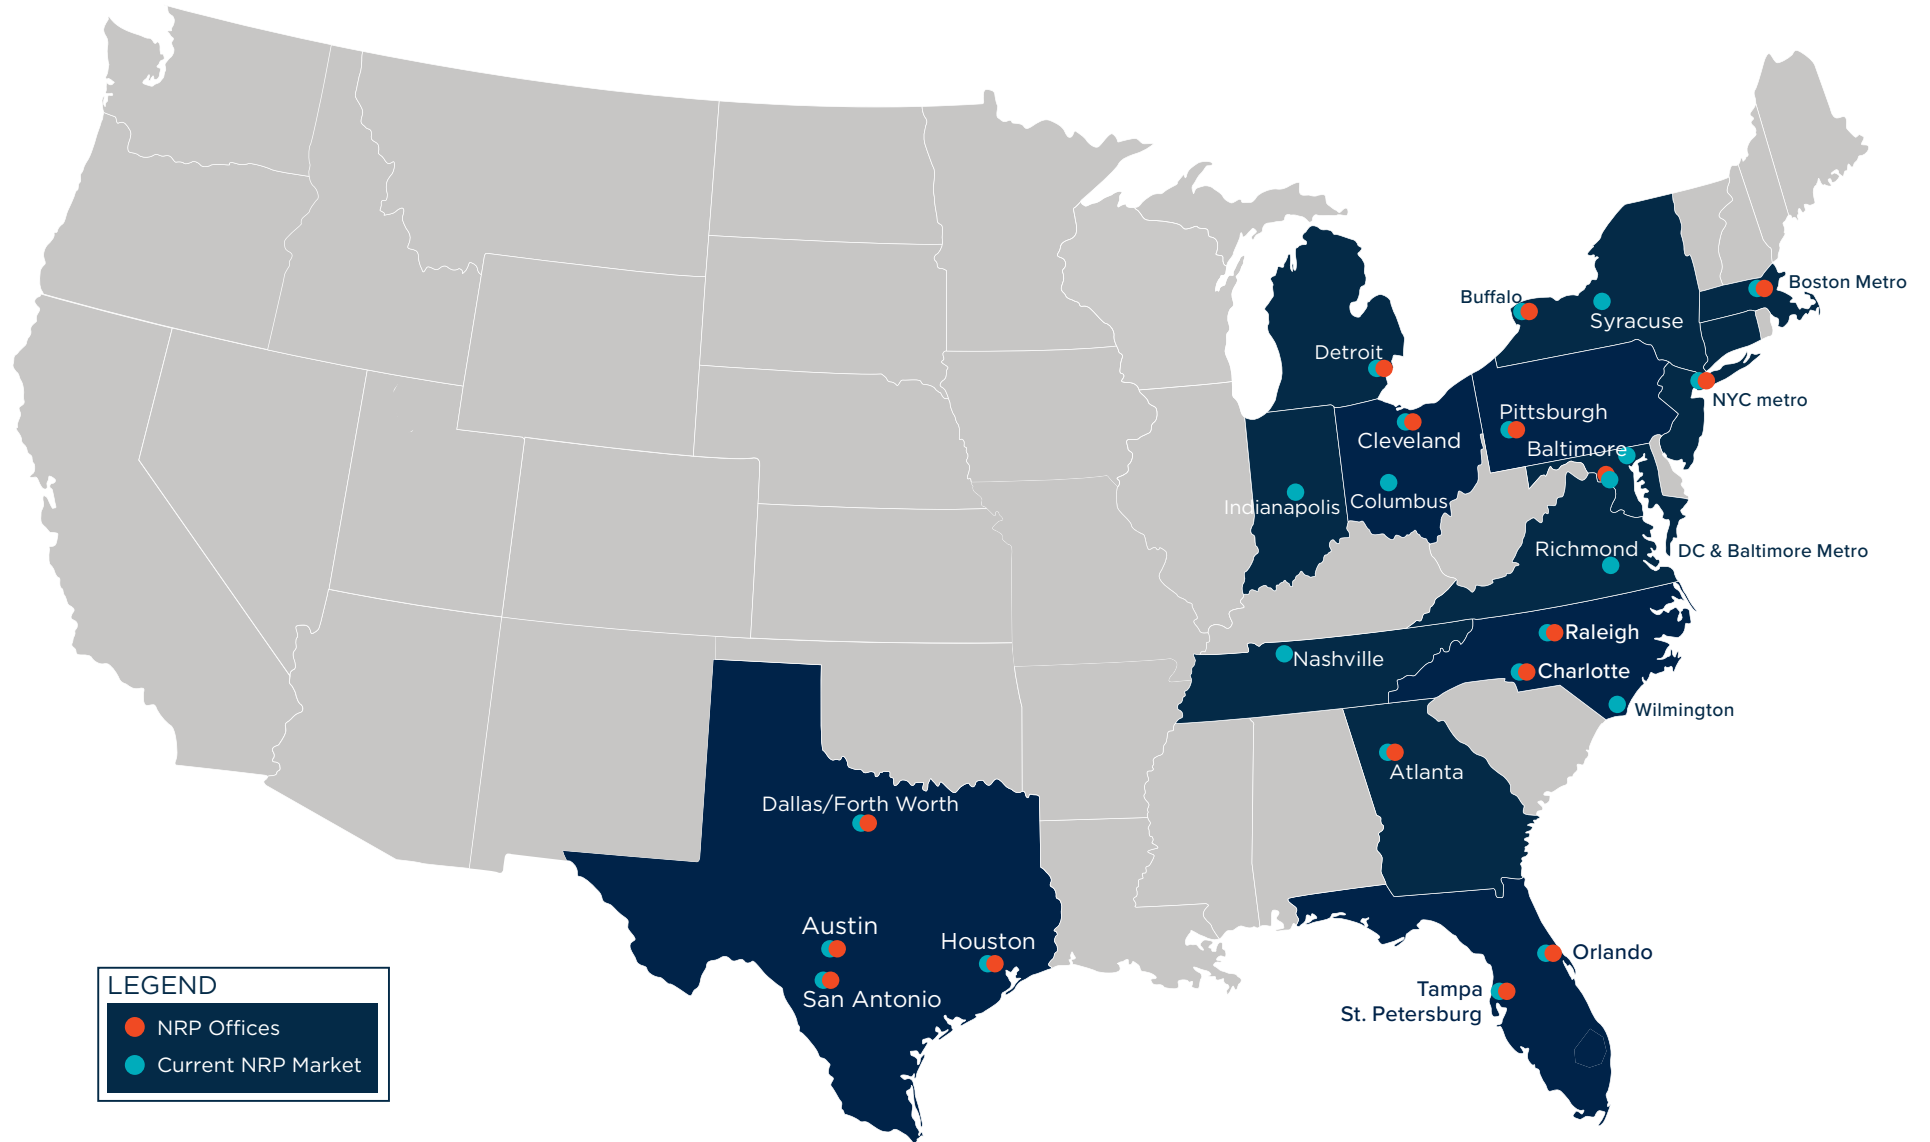 Boston Metro
Buffalo
Syracuse
Detroit
NYC metro
Pittsburgh
Cleveland
Baltimore
Indianapolis
Columbus
Richmond
DC & Baltimore Metro
Raleigh
Nashville
Charlotte
Wilmington
Atlanta
Dallas/Forth Worth
Austin
Houston
Orlando
San Antonio
Tampa
St. Petersburg
LEGEND
NRP Offices
Current NRP Market